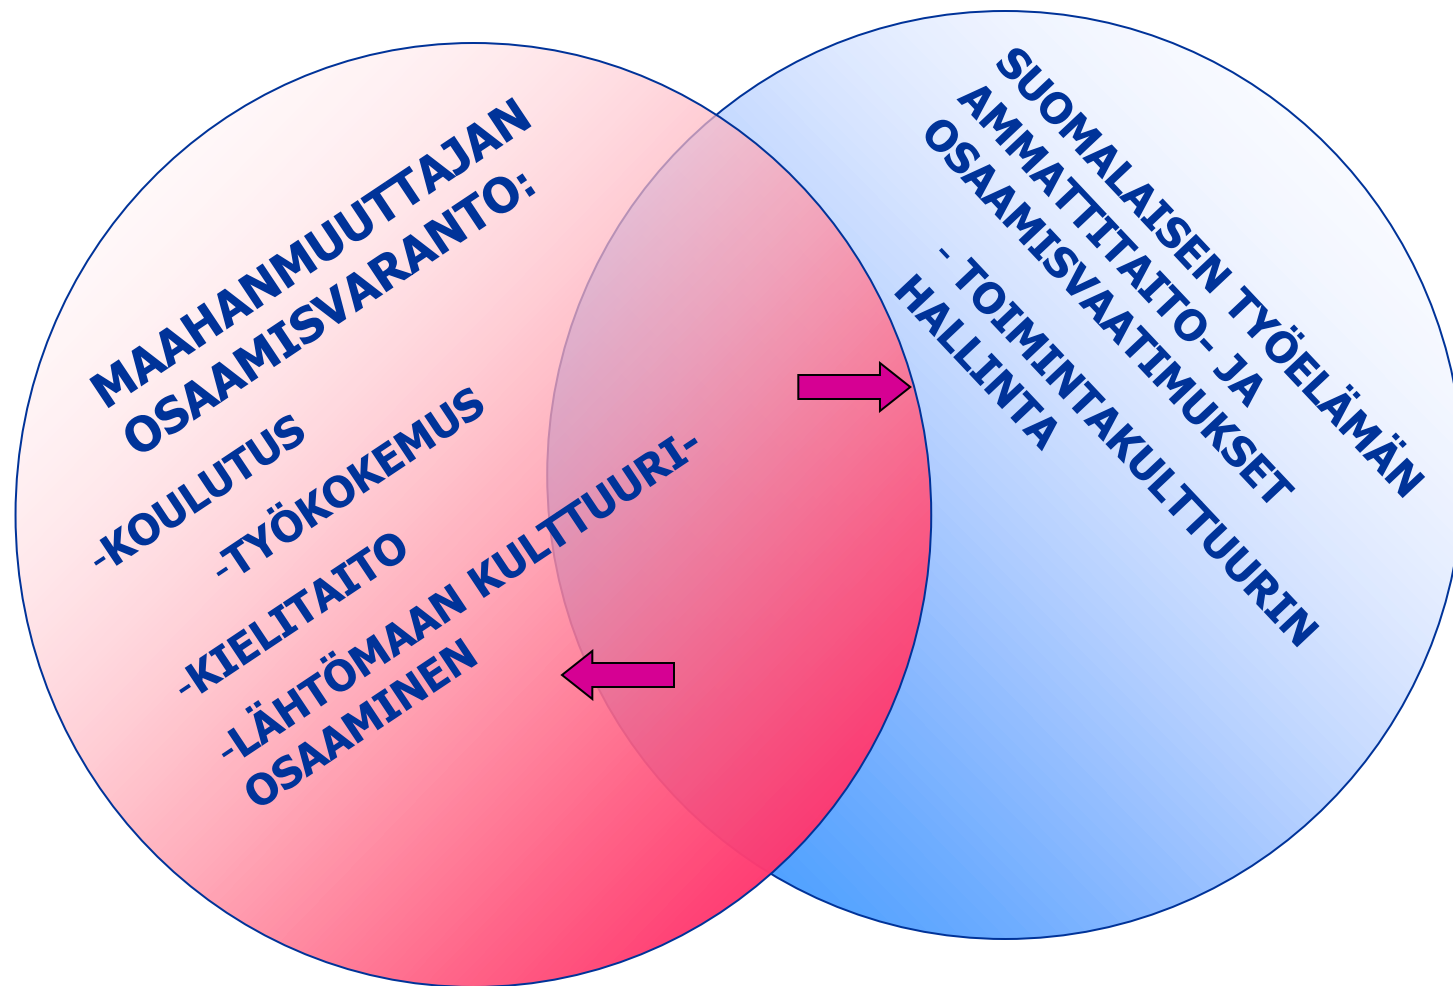 MAAHANMUUTTAJAN
OSAAMISVARANTO:
-KOULUTUS
-TYÖKOKEMUS
-KIELITAITO
-LÄHTÖMAAN KULTTUURI-
OSAAMINEN
SUOMALAISEN TYÖELÄMÄN
AMMATTITAITO- JA
OSAAMISVAATIMUKSET
- TOIMINTAKULTTUURIN
HALLINTA